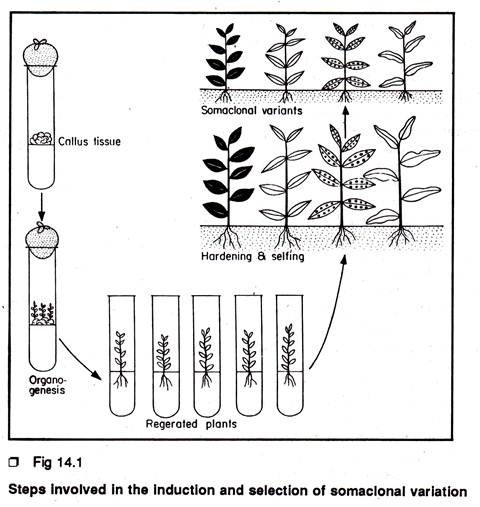 Somaclonal variants
Callus tissue
Hardening & selfing
Organo-
genesis
Regerated plants
❒ Fig 14.1
Steps involved in the induction and selection of somaclonal variation